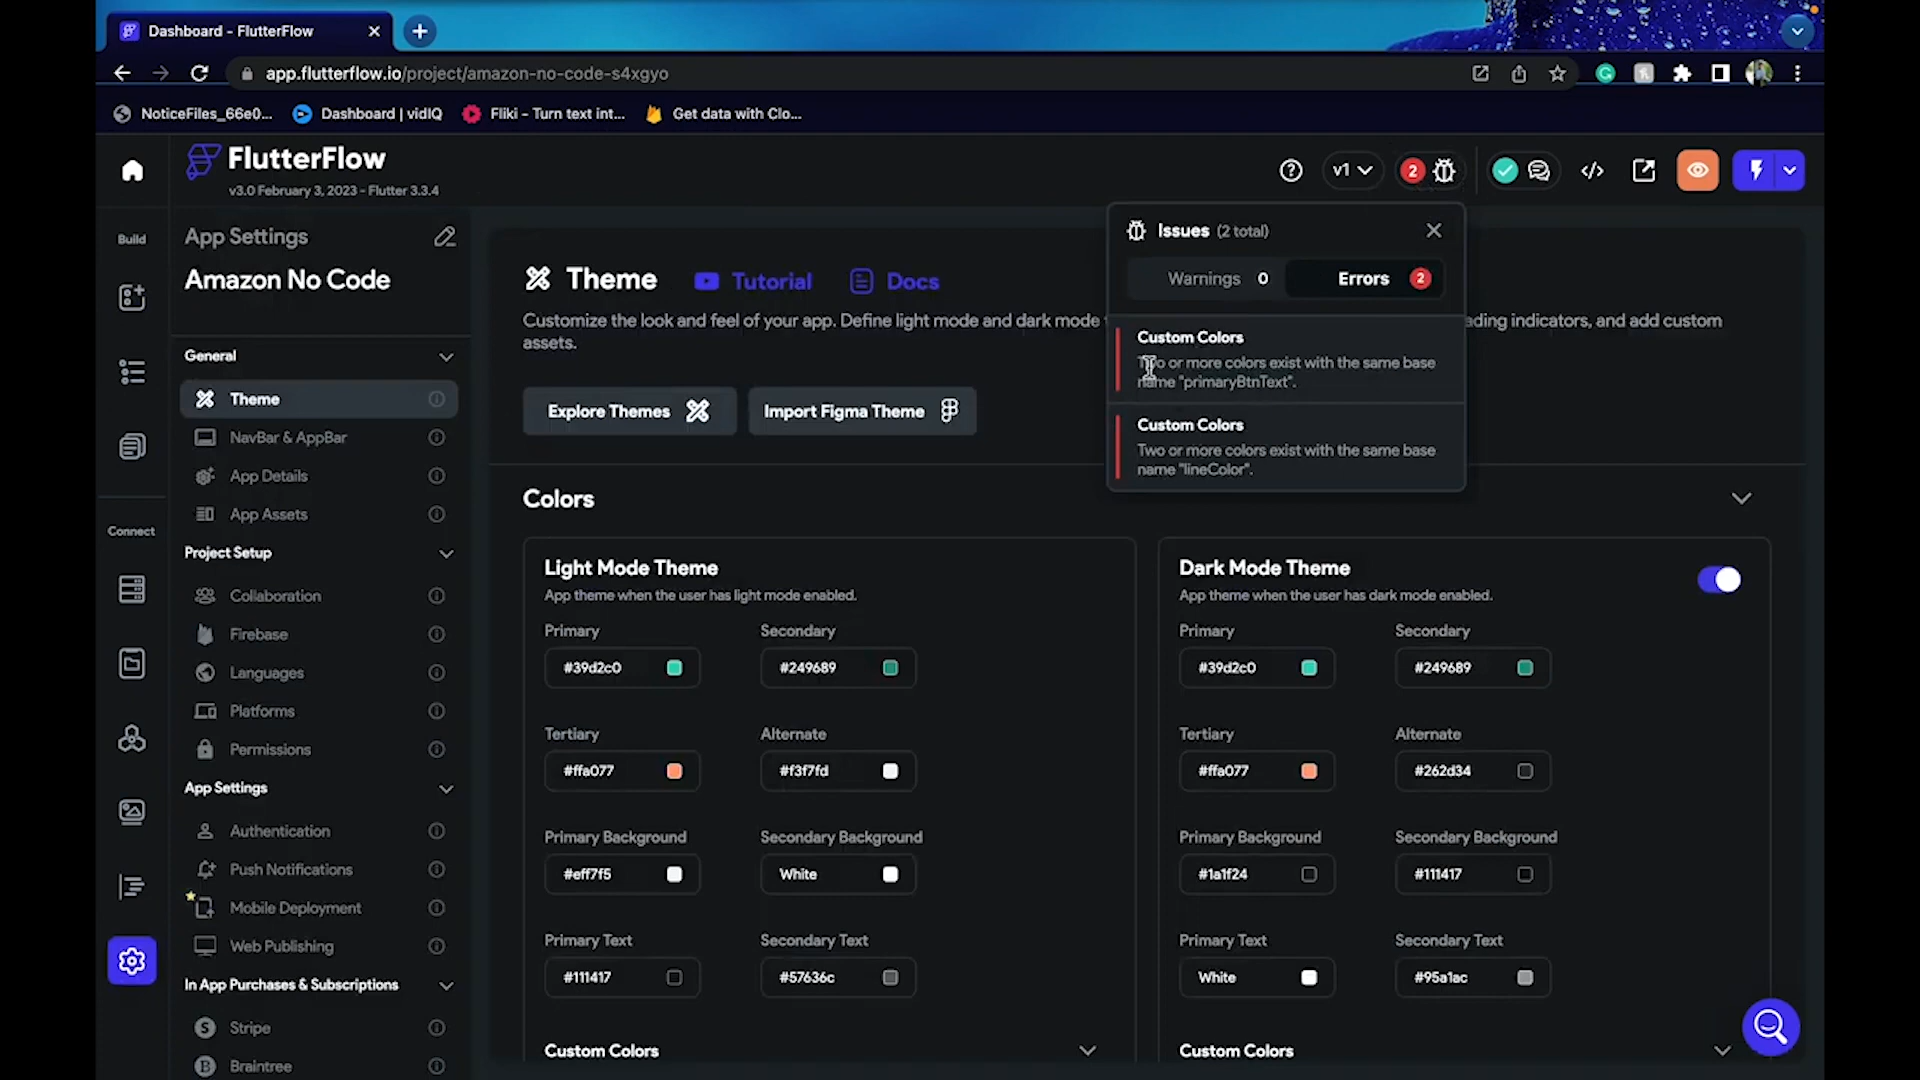 Dashboard - FlutterFlow
app.flutterflow.io/project/amazon-no-code-s4xgyo
NoticeFiles_66e0...
Dashboard | vidIQ
Fliki - Turn text int...
Get data with Clo...
FlutterFlow
v3.0 February 3, 2023 - Flutter 3.3.4
v1
2
Build
Connect
App Settings
Amazon No Code
General
Theme
NavBar & AppBar
App Details
App Assets
Project Setup
Collaboration
Firebase
Languages
Platforms
Permissions
App Settings
Authentication
Push Notifications
Mobile Deployment
Web Publishing
In App Purchases & Subscriptions
Stripe
Braintree
Theme
Tutorial
Docs
Customize the look and feel of your app. Define light mode and dark mode
ading indicators, and add custom
assets.
Explore Themes
Import Figma Theme
Issues (2 total)
Warnings 0
Errors 2
Custom Colors
Two or more colors exist with the same base
name "primaryBtnText".
Custom Colors
Two or more colors exist with the same base
name "lineColor".
Colors
Light Mode Theme
App theme when the user has light mode enabled.
Primary
Secondary
#39d2c0
#249689
Tertiary
Alternate
#ffa077
#f3f7fd
Primary Background
Secondary Background
#eff7f5
White
Primary Text
Secondary Text
#111417
#57636c
Custom Colors
Dark Mode Theme
App theme when the user has dark mode enabled.
Primary
Secondary
#39d2c0
#249689
Tertiary
Alternate
#ffa077
#262d34
Primary Background
Secondary Background
#1a1f24
#111417
Primary Text
Secondary Text
White
#95a1ac
Custom Colors